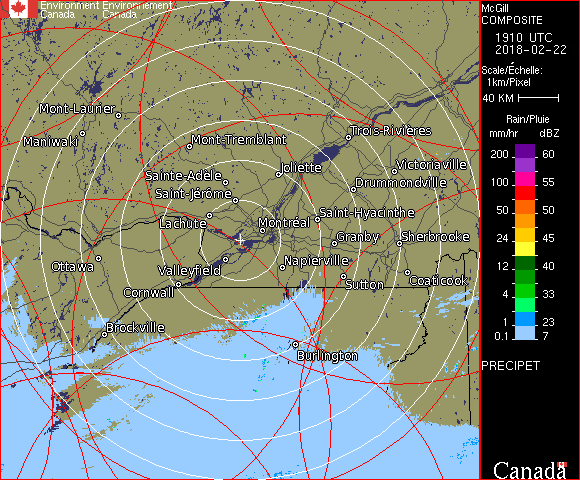 Environment Environnement
Canada Canada
McGill
COMPOSITE
1910 UTC
2018-02-22
Scale/Échelle:
1km/Pixel
40 KM
Rain/Pluie
mm/hr dBZ
200 60
57
100 55
50 50
24 45
12 40
4 33
1 23
0.1 7
PRECIPET
Canada
Mont-Laurier
Maniwaki
Mont-Tremblant
Trois-Rivières
Sainte-Adèle
Joliette
Victoriaville
Saint-Jérôme
Drummondville
Lachute
Montréal
Saint-Hyacinthe
Granby
Sherbrooke
Ottawa
Valleyfield
Napierville
Cornwall
Sutton
Coaticook
Brockville
Burlington